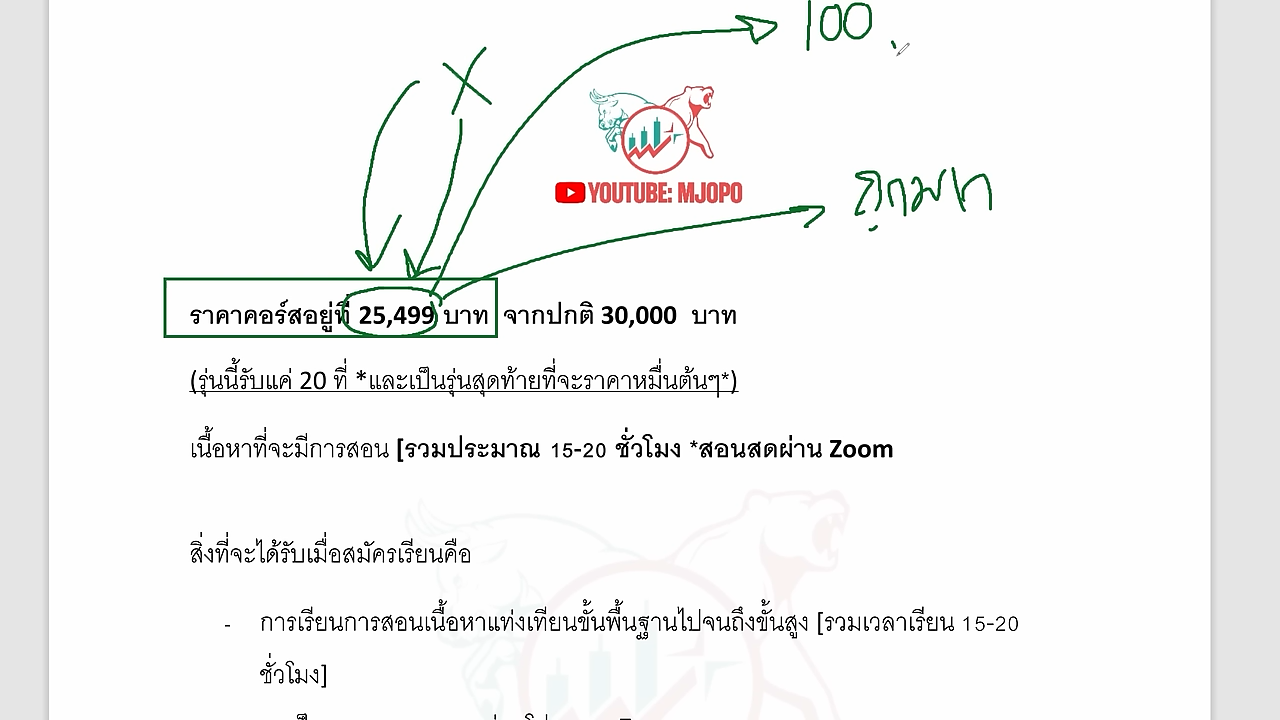 100
YOUTUBE: MJOPO
ถูกมาก
ราคาคอร์สอยู่ที่ 25,499 บาท จากปกติ 30,000 บาท
(รุ่นนี้รับแค่ 20 ที่ *และเป็นรุ่นสุดท้ายที่จะราคาหมื่นต้นๆ*)
เนื้อหาที่จะมีการสอน [รวมประมาณ 15-20 ชั่วโมง *สอนสดผ่าน Zoom
สิ่งที่จะได้รับเมื่อสมัครเรียนคือ
- การเรียนการสอนเนื้อหาแท่งเทียนขั้นพื้นฐานไปจนถึงขั้นสูง [รวมเวลาเรียน 15-20
ชั่วโมง]